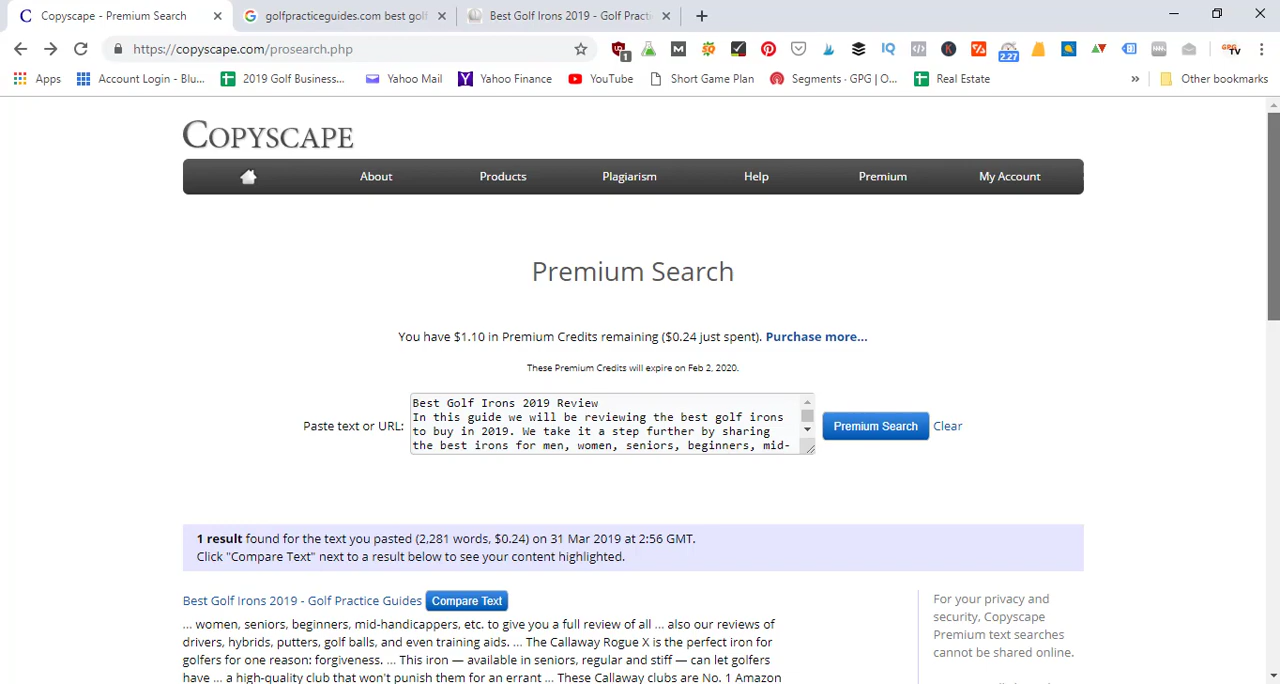 Copyscape - Premium Search
golfpracticeguides.com best golf
Best Golf Irons 2019 - Golf Pract
https://copyscape.com/prosearch.php
1
M
IQ
K
2.27
GPG
TV
Apps
Account Login - Blu...
2019 Golf Business...
Yahoo Mail
Yahoo Finance
YouTube
Short Game Plan
Segments · GPG | O...
Real Estate
»
Other bookmarks
COPYSCAPE
About
Products
Plagiarism
Help
Premium
My Account
Premium Search
You have $1.10 in Premium Credits remaining ($0.24 just spent). Purchase more...
These Premium Credits will expire on Feb 2, 2020.
Paste text or URL:
Best Golf Irons 2019 Review
In this guide we will be reviewing the best golf irons
to buy in 2019. We take it a step further by sharing
the best irons for men, women, seniors, beginners, mid-
Premium Search
Clear
1 result found for the text you pasted (2,281 words, $0.24) on 31 Mar 2019 at 2:56 GMT.
Click "Compare Text" next to a result below to see your content highlighted.
Best Golf Irons 2019 - Golf Practice Guides
Compare Text
... women, seniors, beginners, mid-handicappers, etc. to give you a full review of all ... also our reviews of
drivers, hybrids, putters, golf balls, and even training aids. ... The Callaway Rogue X is the perfect iron for
golfers for one reason: forgiveness. ... This iron — available in seniors, regular and stiff — can let golfers
have ... a high-quality club that won't punish them for an errant ... These Callaway clubs are No. 1 Amazon
For your privacy and
security, Copyscape
Premium text searches
cannot be shared online.